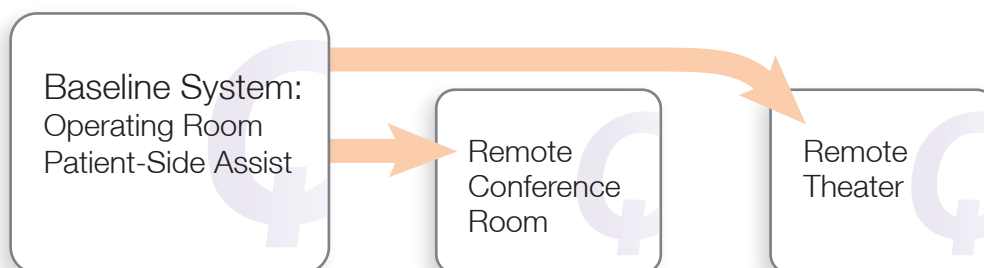 Baseline System:
Operating Room
Patient-Side Assist
Remote
Conference
Room
Remote
Theater